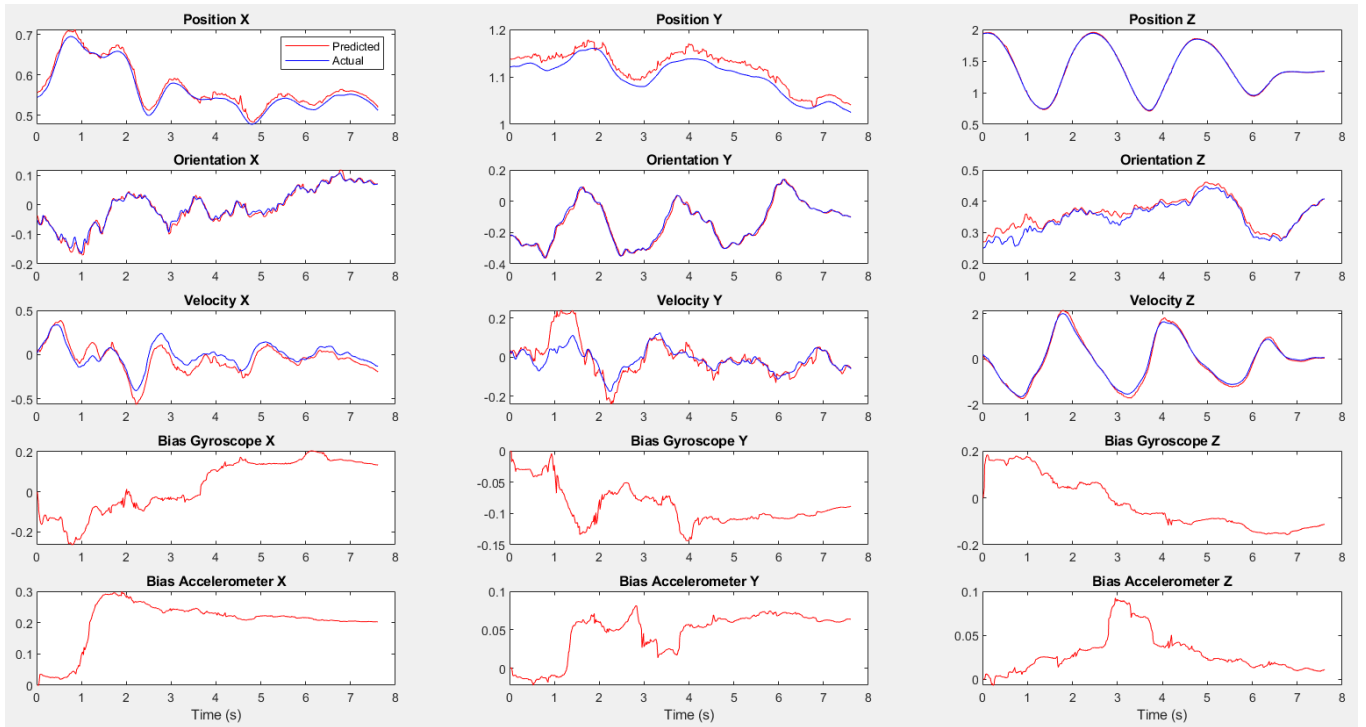 Position X
Position Y
Position Z
0.7
0.6
0.5
Predicted
Actual
0 1 2 3 4 5 6 7 8
1.2
1.1
1
0 1 2 3 4 5 6 7 8
2
1.5
1
0.5
0 1 2 3 4 5 6 7 8
Orientation X
Orientation Y
Orientation Z
0.1
0
-0.1
-0.2
0 1 2 3 4 5 6 7 8
0.2
0
-0.2
-0.4
0 1 2 3 4 5 6 7 8
0.5
0.4
0.3
0.2
0 1 2 3 4 5 6 7 8
Velocity X
Velocity Y
Velocity Z
0.5
0
-0.5
0 1 2 3 4 5 6 7 8
0.2
0
-0.2
0 1 2 3 4 5 6 7 8
2
0
-2
0 1 2 3 4 5 6 7 8
Bias Gyroscope X
Bias Gyroscope Y
Bias Gyroscope Z
0.2
0
-0.2
0 1 2 3 4 5 6 7 8
0
-0.05
-0.1
-0.15
0 1 2 3 4 5 6 7 8
0.2
0
-0.2
0 1 2 3 4 5 6 7 8
Bias Accelerometer X
Bias Accelerometer Y
Bias Accelerometer Z
0.3
0.2
0.1
0
0 1 2 3 4 5 6 7 8
Time (s)
0.1
0.05
0
0 1 2 3 4 5 6 7 8
Time (s)
0.1
0.05
0
0 1 2 3 4 5 6 7 8
Time (s)